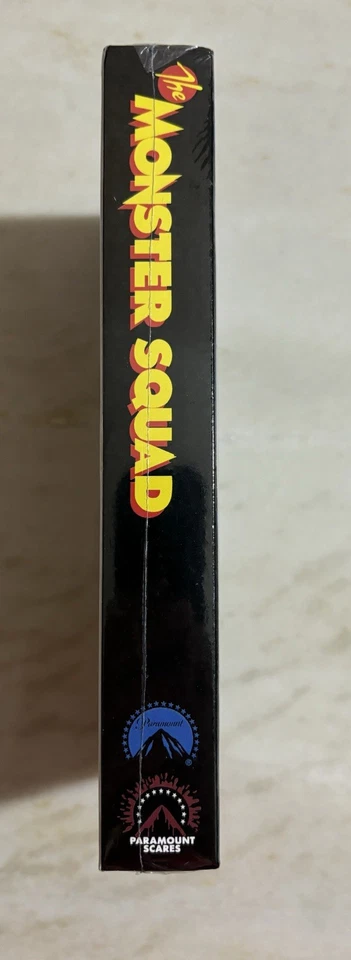 The
MONSTER SQUAD
Paramount
®
PARAMOUNT
SCARES